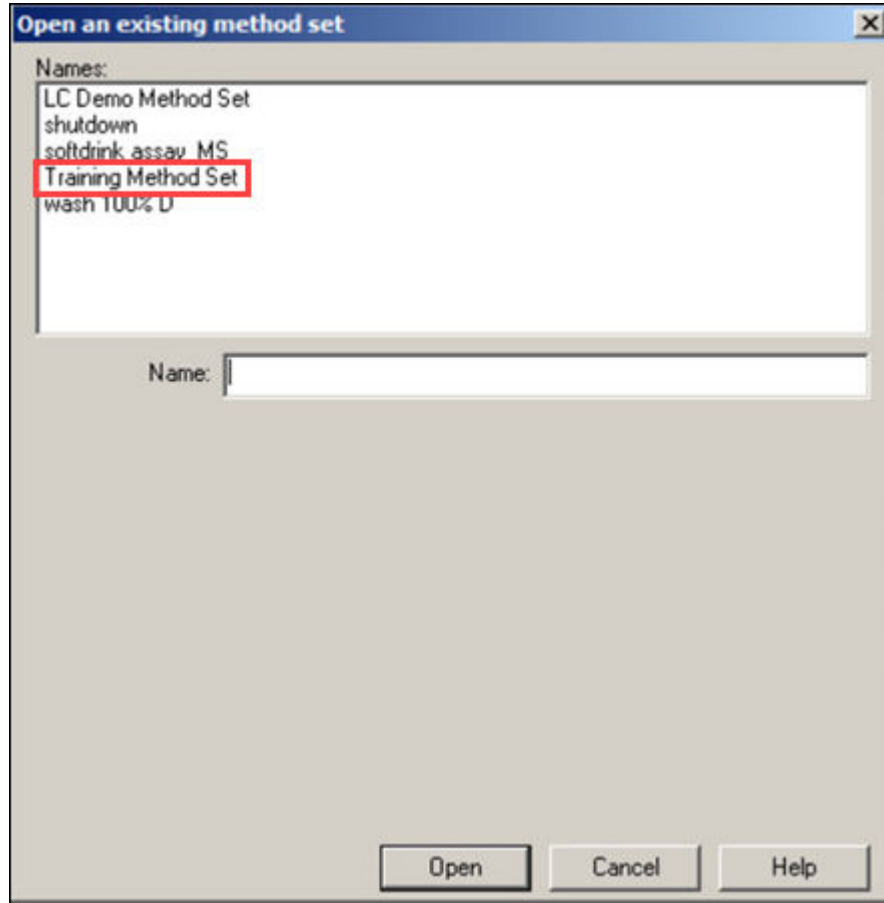 Open an existing method set
Names:
LC Demo Method Set
shutdown
softdrink assay_MS
Training Method Set
wash 100% D
Name:
Open Cancel Help